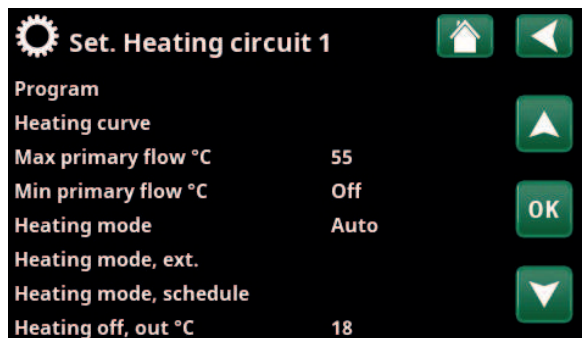 Set. Heating circuit 1
Program
Heating curve
Max primary flow °C 55
Min primary flow °C Off
Heating mode Auto
OK
Heating mode, ext.
Heating mode, schedule
Heating off, out °C 18